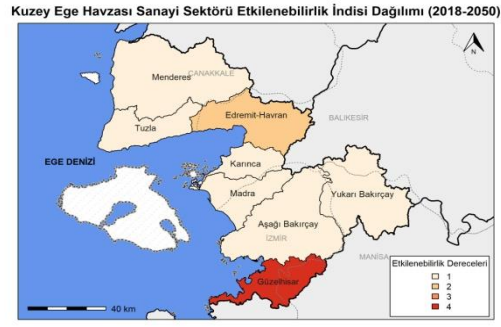 Kuzey Ege Havzası Sanayi Sektörü Etkilenebilirlik İndisi Dağılımı (2018-2050)
N
Menderes
ÇANAKKALE
Edremit-Havran
BALIKESİR
Tuzla
EGE DENİZİ
Karınca
Madra
Yukarı Bakırçay
Aşağı Bakırçay
İZMİR
MANİSA
Güzelhisar
Etkilenebilirlik Dereceleri
1
2
3
4
40 km